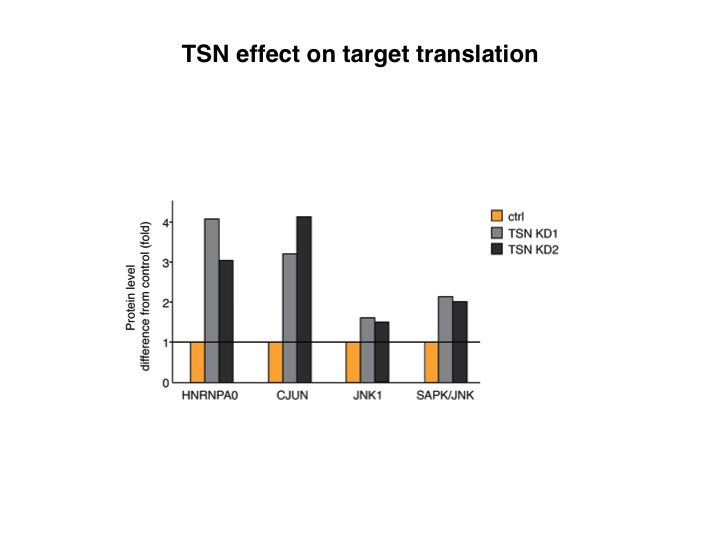 TSN effect on target translation
Protein level
difference from control (fold)
4
3
2
1
0
HNRNPA0
CJUN
JNK1
SAPK/JNK
ctrl
TSN KD1
TSN KD2